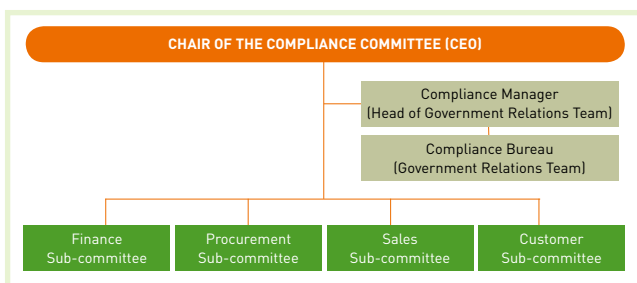 CHAIR OF THE COMPLIANCE COMMITTEE (CEO)
Compliance Manager
(Head of Government Relations Team)
Compliance Bureau
(Government Relations Team)
Finance
Sub-committee
Procurement
Sub-committee
Sales
Sub-committee
Customer
Sub-committee